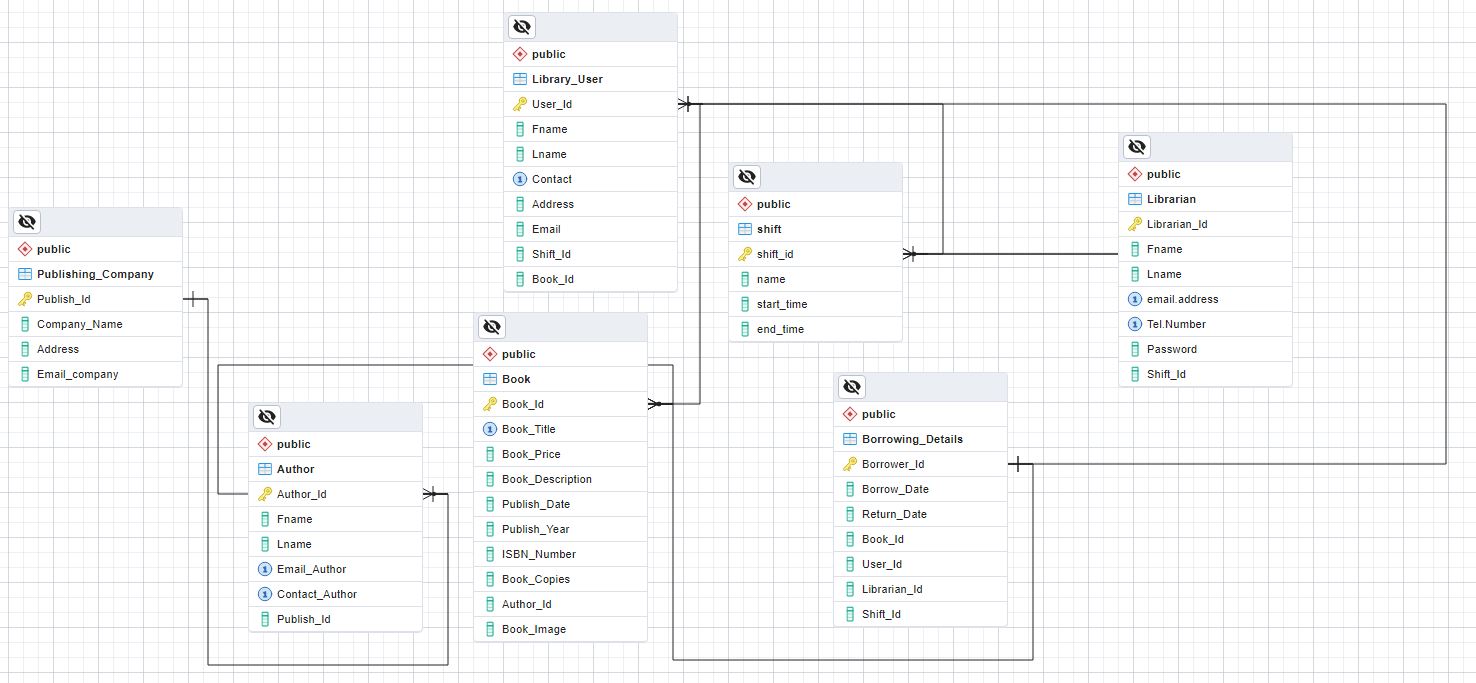 public
Library_User
User_Id
Fname
Lname
Contact
Address
Email
Shift_Id
Book_Id
public
shift
shift_id
name
start_time
end_time
public
Librarian
Librarian_Id
Fname
Lname
email.address
Tel.Number
Password
Shift_Id
public
Publishing_Company
Publish_Id
Company_Name
Address
Email_company
public
Author
Author_Id
Fname
Lname
Email_Author
Contact_Author
Publish_Id
public
Book
Book_Id
Book_Title
Book_Price
Book_Description
Publish_Date
Publish_Year
ISBN_Number
Book_Copies
Author_Id
Book_Image
public
Borrowing_Details
Borrower_Id
Borrow_Date
Return_Date
Book_Id
User_Id
Librarian_Id
Shift_Id